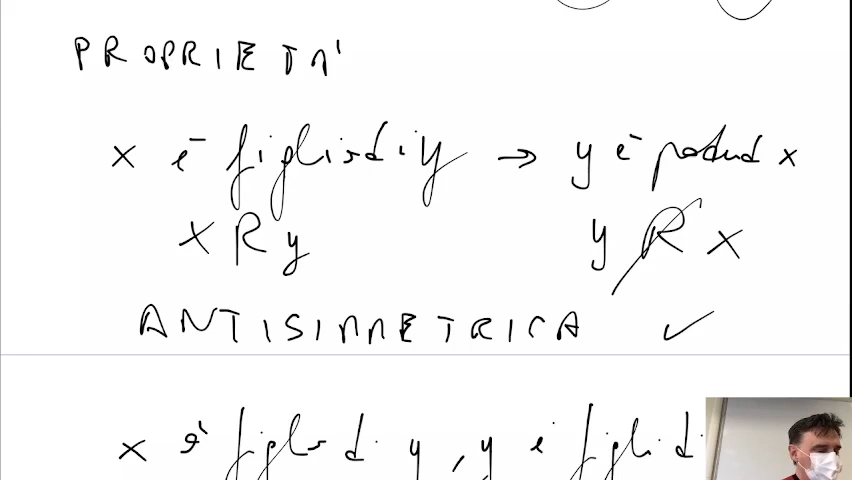 PROPRIETA'
x è figlio di y → y è padre di x
x R y y R̸ x
ANTISIMMETRICA ✓
x è figlio di y, y è figlio di